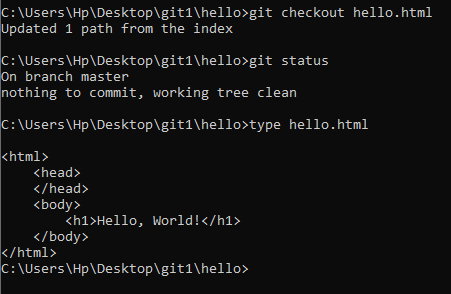 C:\Users\Hp\Desktop\git1\hello>git checkout hello.html
Updated 1 path from the index
C:\Users\Hp\Desktop\git1\hello>git status
On branch master
nothing to commit, working tree clean
C:\Users\Hp\Desktop\git1\hello>type hello.html
<html>
    <head>
    </head>
    <body>
        <h1>Hello, World!</h1>
    </body>
</html>
C:\Users\Hp\Desktop\git1\hello>